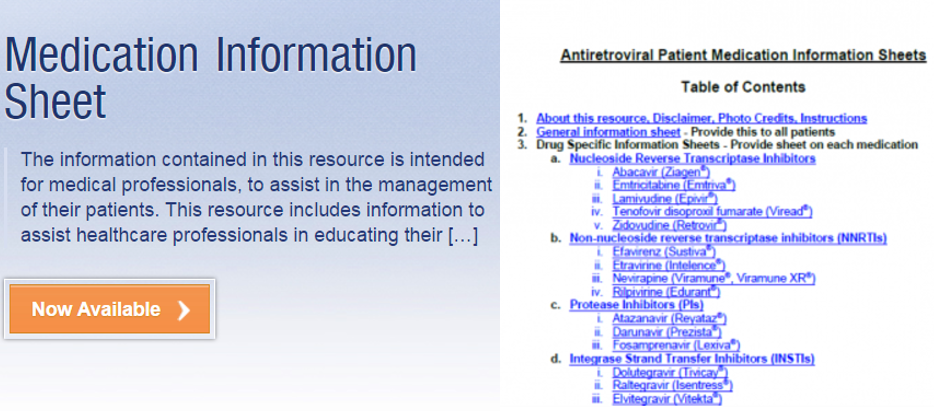 Medication Information
Sheet
The information contained in this resource is intended
for medical professionals, to assist in the management
of their patients. This resource includes information to
assist healthcare professionals in educating their [...]
Now Available
Antiretroviral Patient Medication Information Sheets
Table of Contents
1. About this resource, Disclaimer, Photo Credits, Instructions
2. General information sheet - Provide this to all patients
3. Drug Specific Information Sheets - Provide sheet on each medication
a. Nucleoside Reverse Transcriptase Inhibitors
i. Abacavir (Ziagen®)
ii. Emtricitabine (Emtriva®)
iii. Lamivudine (Epivir®)
iv. Tenofovir disoproxil fumarate (Viread®)
v. Zidovudine (Retrovir®)
b. Non-nucleoside reverse transcriptase inhibitors (NNRTIs)
i. Efavirenz (Sustiva®)
ii. Etravirine (Intelence®)
iii. Nevirapine (Viramune®, Viramune XR®)
iv. Rilpivirine (Edurant®)
c. Protease Inhibitors (PIs)
i. Atazanavir (Reyataz®)
ii. Darunavir (Prezista®)
iii. Fosamprenavir (Lexiva®)
d. Integrase Strand Transfer Inhibitors (INSTIs)
i. Dolutegravir (Tivicay®)
ii. Raltegravir (Isentress®)
iii. Elvitegravir (Vitekta®)